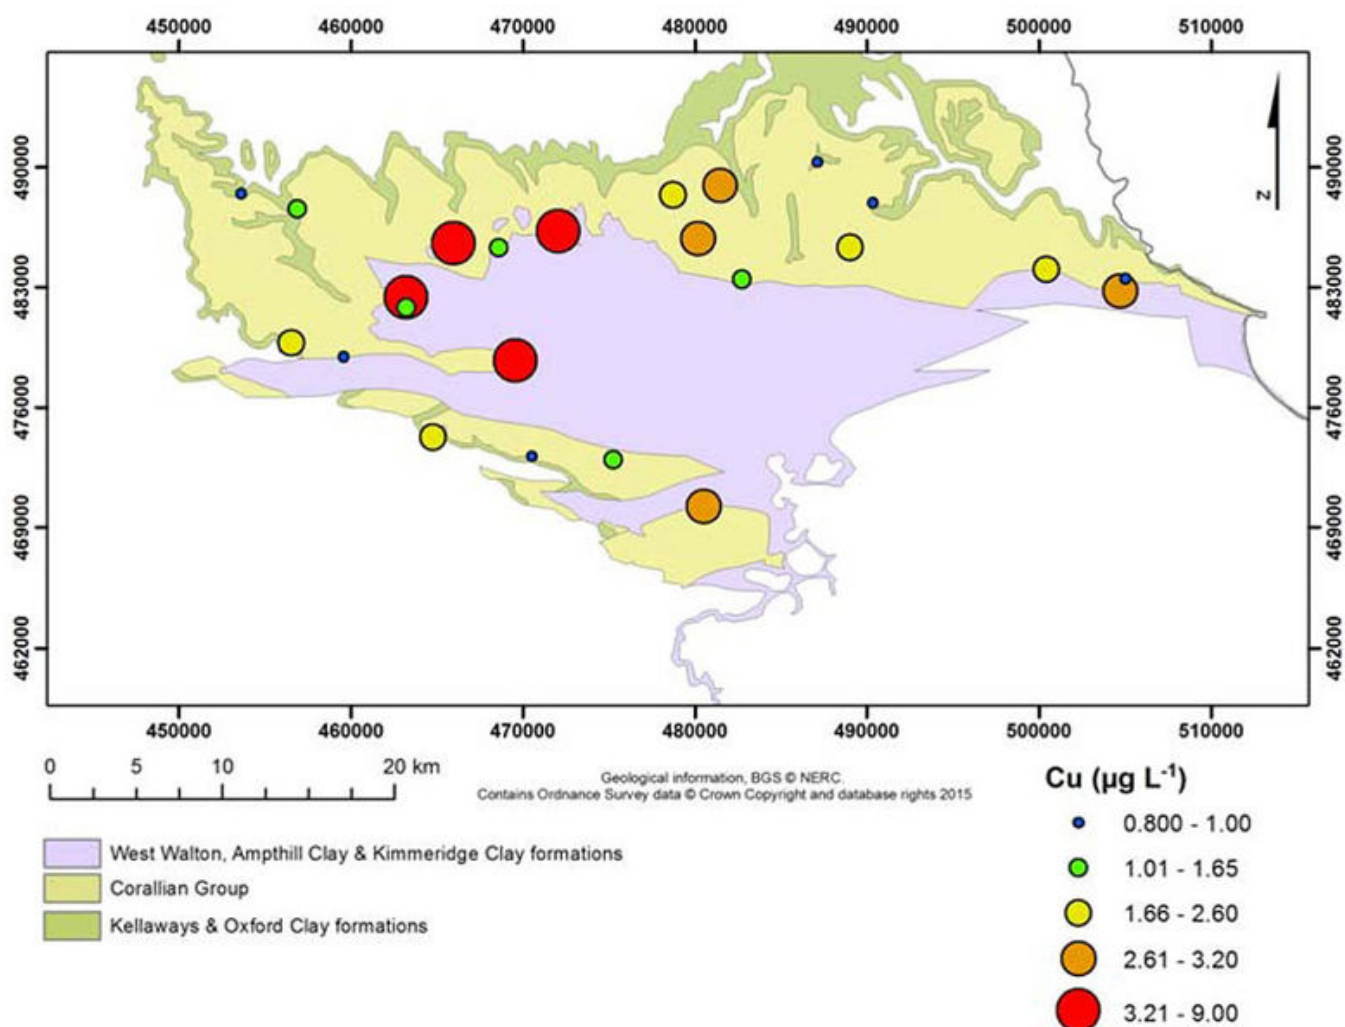 450000 460000 470000 480000 490000 500000 510000
490000 490000
483000 483000
476000 476000
469000 469000
462000 462000
N
450000 460000 470000 480000 490000 500000 510000
0 5 10 20 km
Geological information, BGS © NERC.
Contains Ordnance Survey data © Crown Copyright and database rights 2015
West Walton, Ampthill Clay & Kimmeridge Clay formations
Corallian Group
Kellaways & Oxford Clay formations
Cu (µg L⁻¹)
0.800 - 1.00
1.01 - 1.65
1.66 - 2.60
2.61 - 3.20
3.21 - 9.00